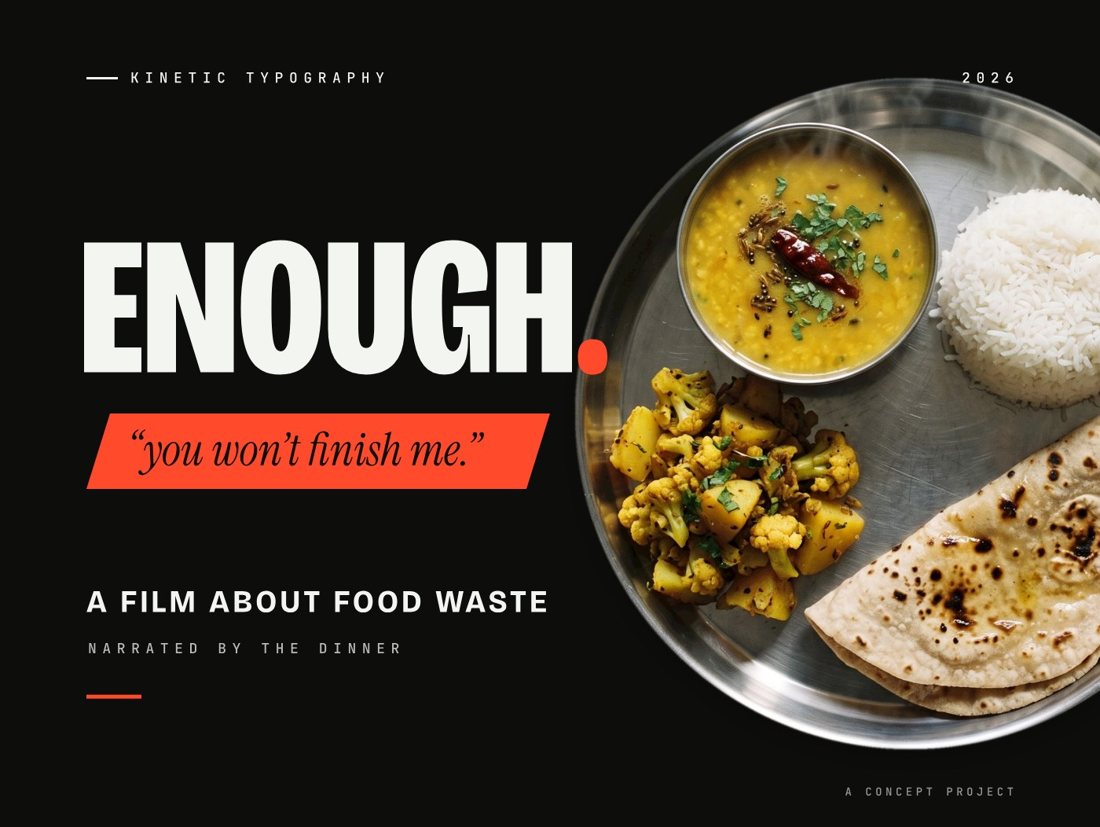 KINETIC TYPOGRAPHY
2026
ENOUGH.
“you won’t finish me.”
A FILM ABOUT FOOD WASTE
NARRATED BY THE DINNER
A CONCEPT PROJECT